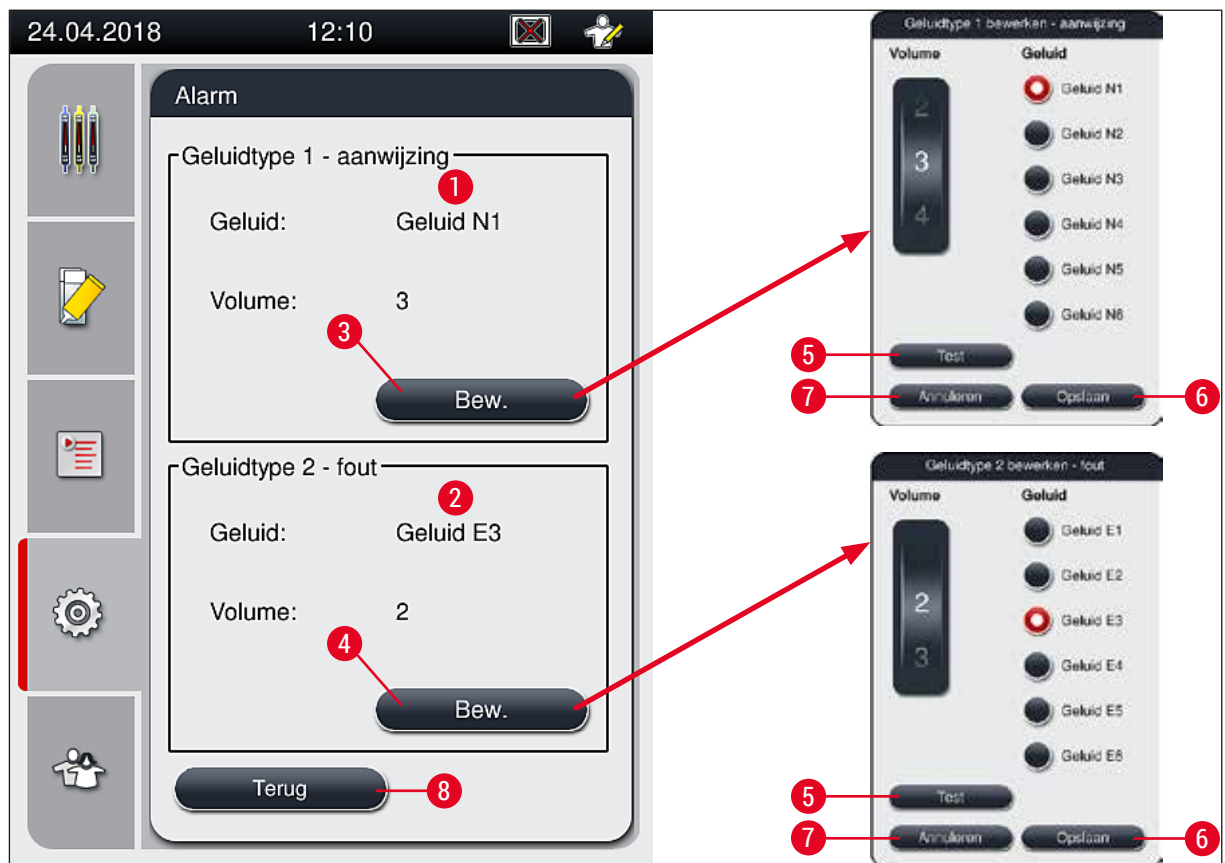 24.04.2018 12:10
Alarm
Geluidtype 1 - aanwijzing
1
Geluid: Geluid N1
Volume: 3
3
Bew.
Geluidtype 2 - fout
2
Geluid: Geluid E3
Volume: 2
4
Bew.
Terug 8
Geluidtype 1 bewerken - aanwijzing
Volume Geluid
2
3
4
Geluid N1
Geluid N2
Geluid N3
Geluid N4
Geluid N5
Geluid N6
5 Test
7 Annuleren Opslaan 6
Geluidtype 2 bewerken - fout
Volume Geluid
2
3
Geluid E1
Geluid E2
Geluid E3
Geluid E4
Geluid E5
Geluid E6
5 Test
7 Annuleren Opslaan 6